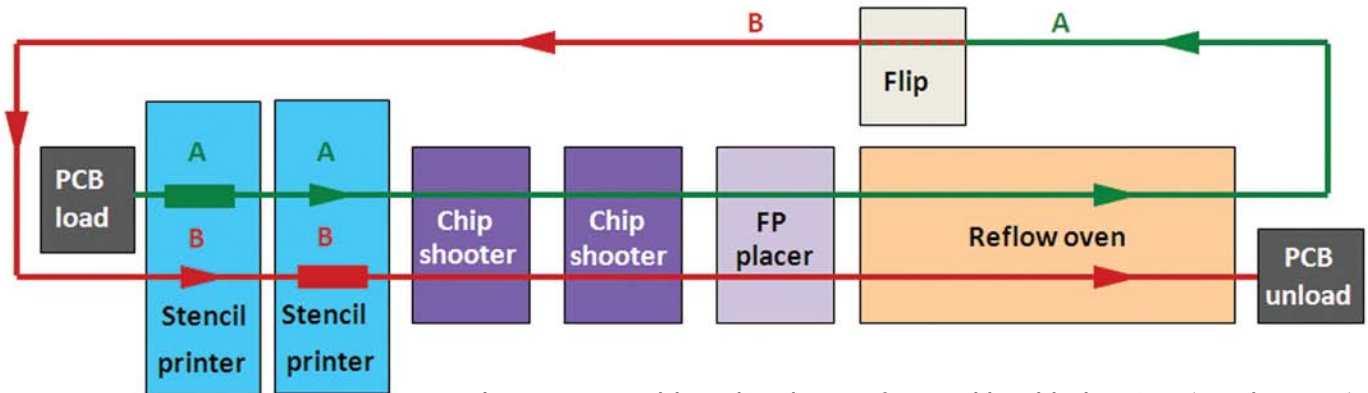 B
A
Flip
PCB
load
A
A
B
B
Stencil
printer
Stencil
printer
Chip
shooter
Chip
shooter
FP
placer
Reflow oven
PCB
unload